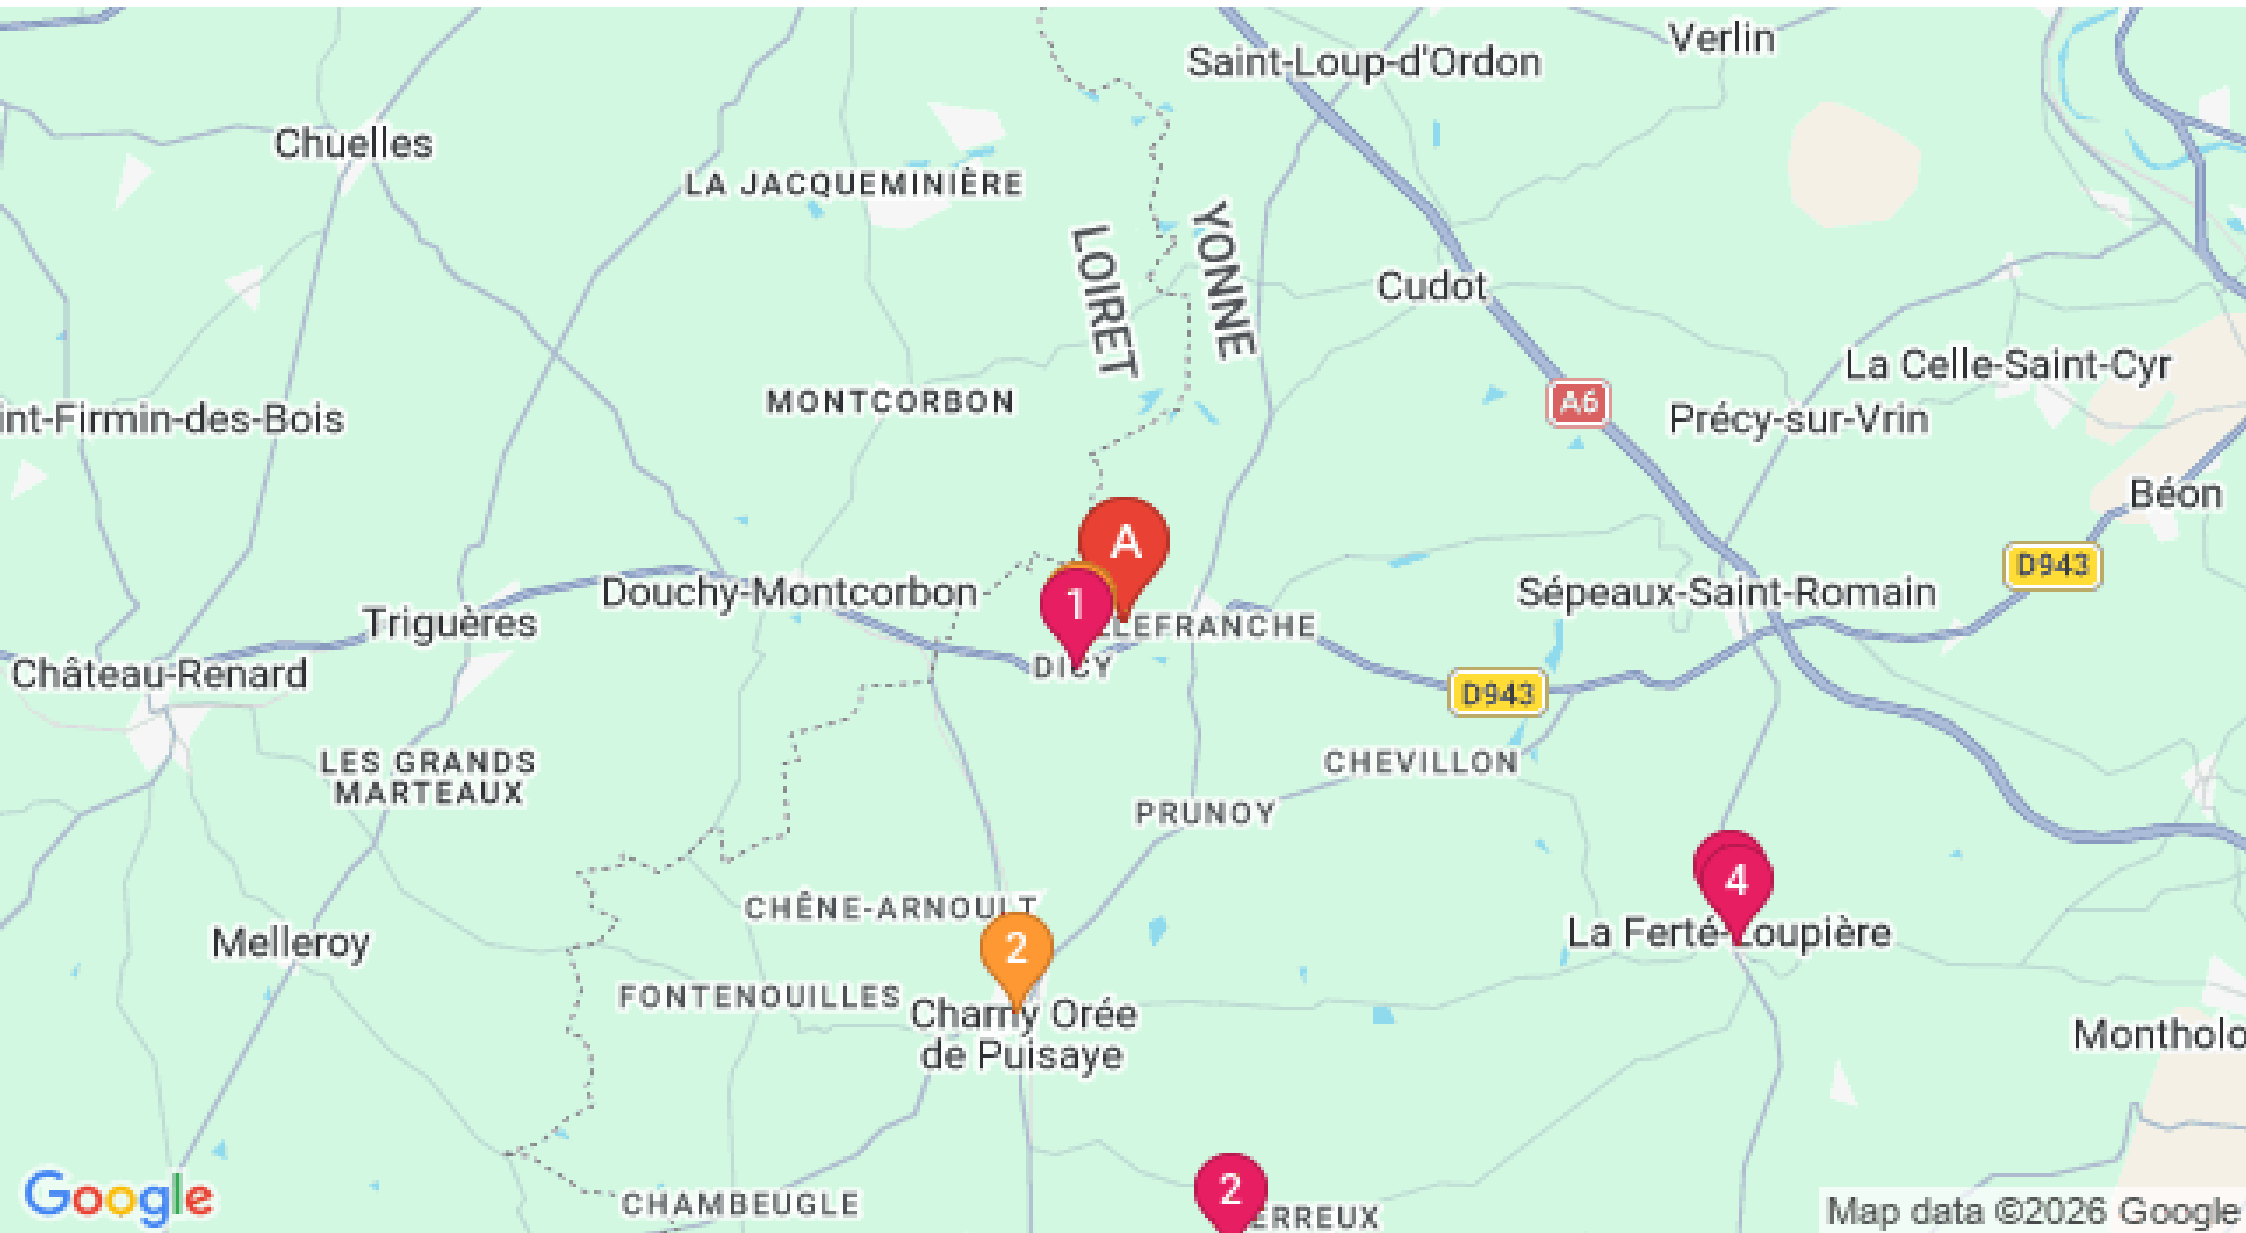 Verlin
Saint-Loup-d'Ordon
Chuelles
LA JACQUEMINIÈRE
YONNE
LOIRET
Cudot
La Celle-Saint-Cyr
MONTCORBON
A6
Précy-sur-Vrin
int-Firmin-des-Bois
Béon
A
D943
Douchy-Montcorbon
1
Sépeaux-Saint-Romain
Triguères
LEFRANCHE
Château-Renard
DICY
D943
LES GRANDS
MARTEAUX
CHEVILLON
PRUNOY
4
CHÊNE-ARNOULT
La Ferté-Loupière
Melleroy
2
FONTENOUILLES
Charny Orée
de Puisaye
Montholo
2
CHAMBEUGLE
ERREUX
Google
Map data ©2026 Google